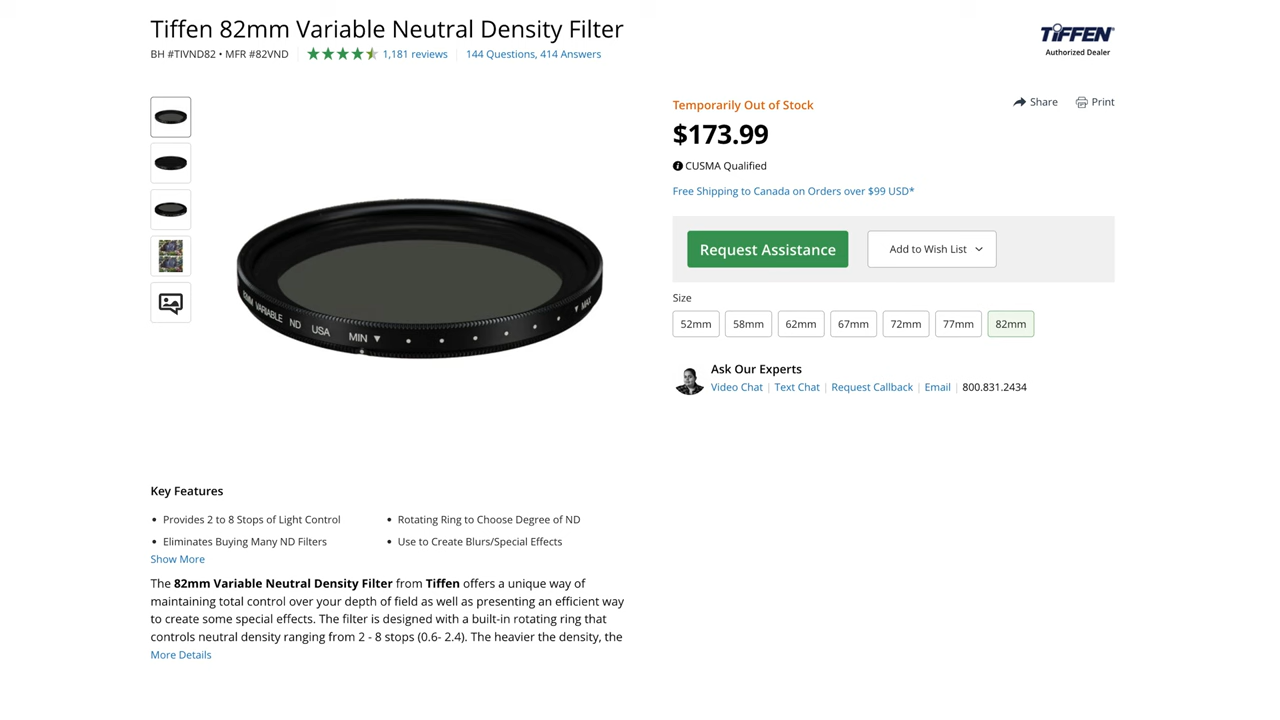 Tiffen 82mm Variable Neutral Density Filter
BH #TIVND82 • MFR #82VND
1,181 reviews
144 Questions, 414 Answers
TIFFEN
Authorized Dealer
82MM VARIABLE ND USA MIN ▼ ▼ MAX
Temporarily Out of Stock
Share
Print
$173.99
CUSMA Qualified
Free Shipping to Canada on Orders over $99 USD*
Request Assistance
Add to Wish List
Size
52mm 58mm 62mm 67mm 72mm 77mm 82mm
Ask Our Experts
Video Chat | Text Chat | Request Callback | Email | 800.831.2434
Key Features
• Provides 2 to 8 Stops of Light Control
• Rotating Ring to Choose Degree of ND
• Eliminates Buying Many ND Filters
• Use to Create Blurs/Special Effects
Show More
The 82mm Variable Neutral Density Filter from Tiffen offers a unique way of
maintaining total control over your depth of field as well as presenting an efficient way
to create some special effects. The filter is designed with a built-in rotating ring that
controls neutral density ranging from 2 - 8 stops (0.6- 2.4). The heavier the density, the
More Details